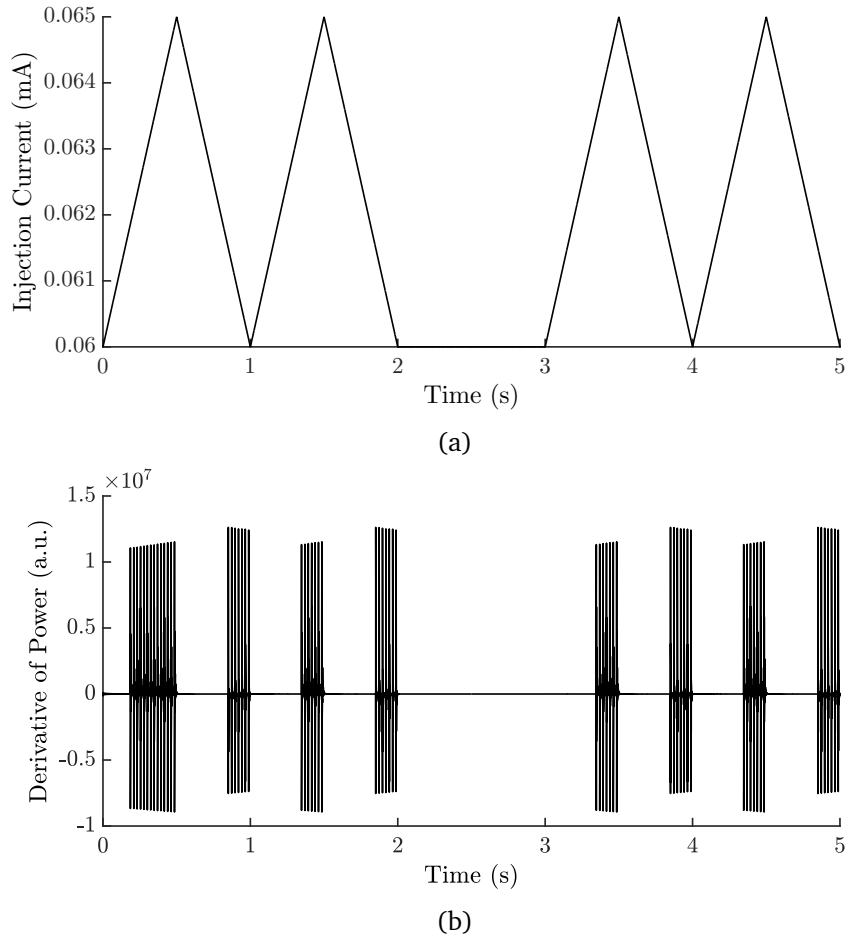 0.065
0.064
0.063
0.062
0.061
0.06
Injection Current (mA)
0 1 2 3 4 5
Time (s)
(a)
×10^7
1.5
1
0.5
0
-0.5
-1
Derivative of Power (a.u.)
0 1 2 3 4 5
Time (s)
(b)